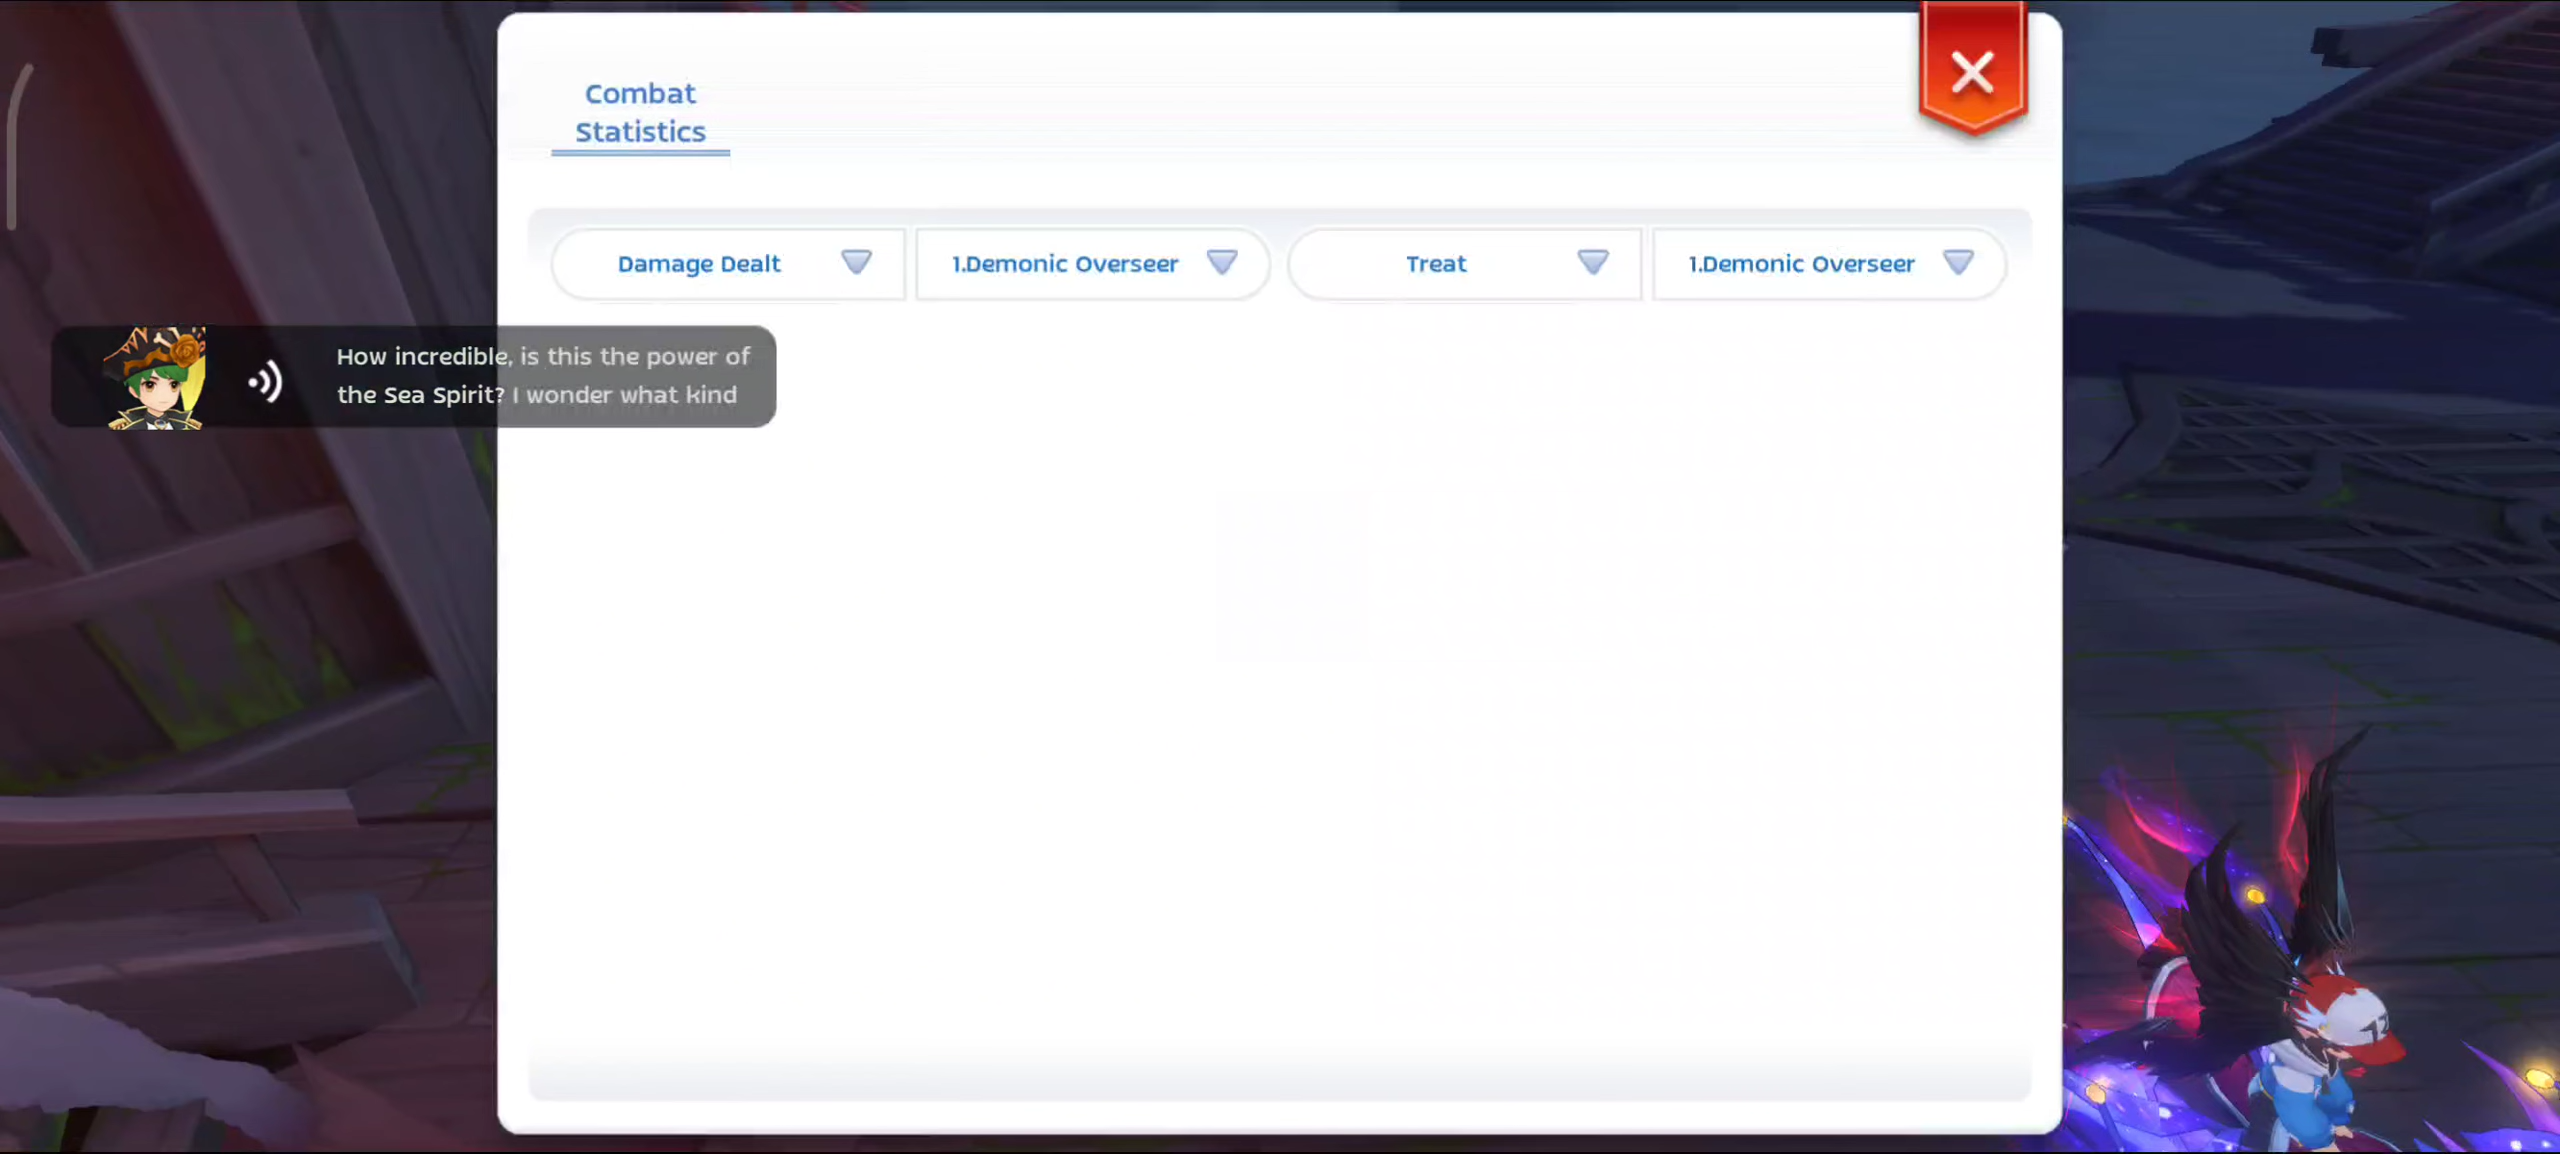 Combat
Statistics
Damage Dealt
1.Demonic Overseer
Treat
1.Demonic Overseer
How incredible, is this the power of
the Sea Spirit? I wonder what kind